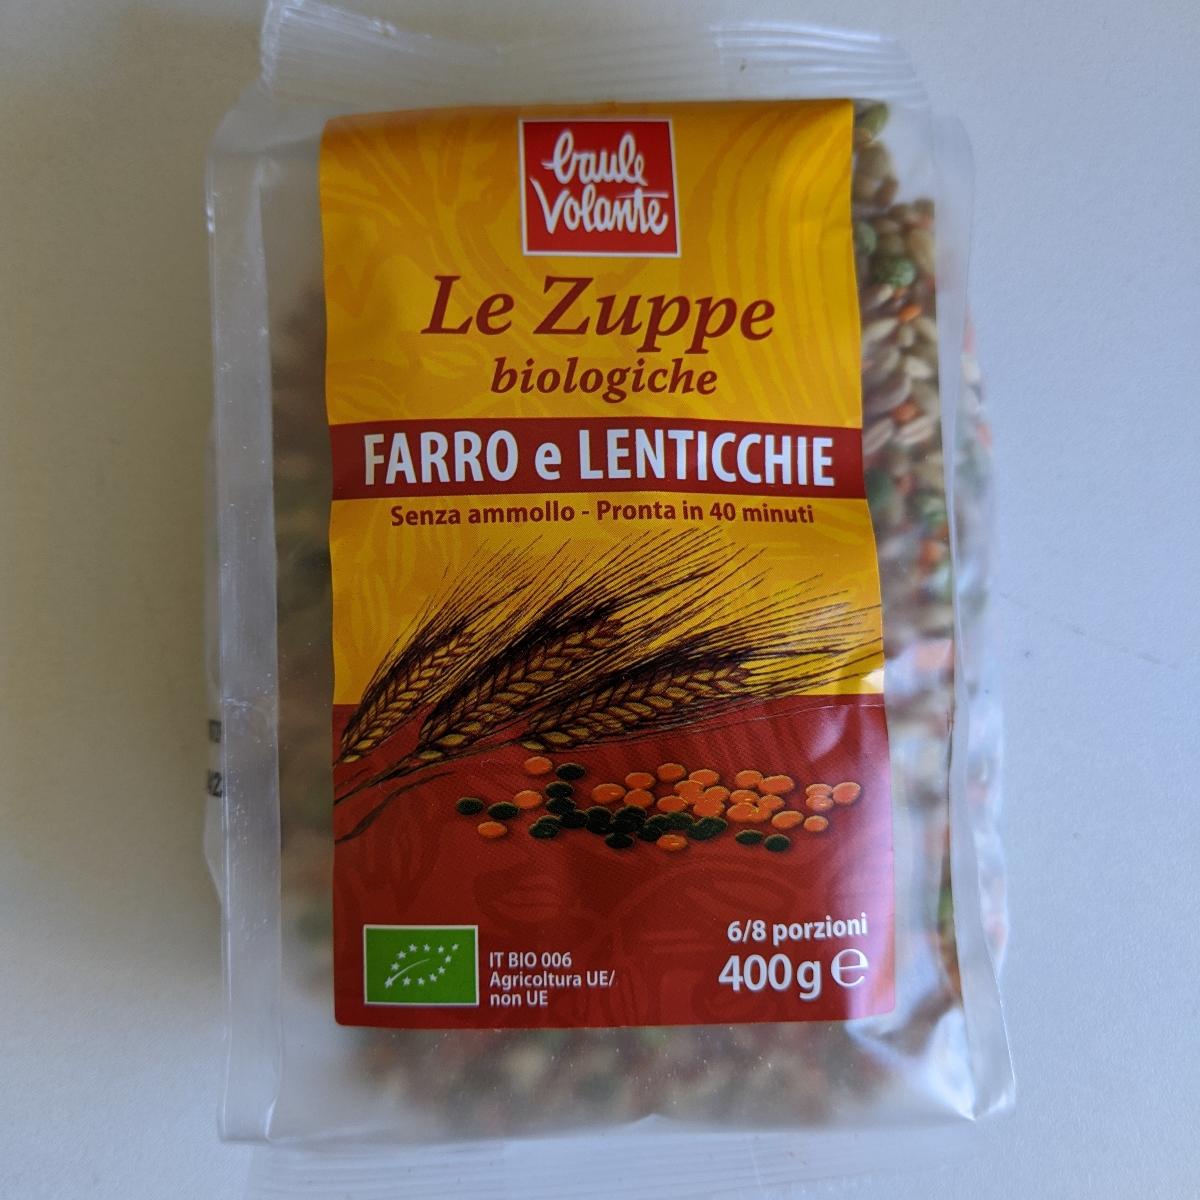 baule
Volante
Le Zuppe
biologiche
FARRO e LENTICCHIE
Senza ammollo - Pronta in 40 minuti
6/8 porzioni
400g e
IT BIO 006
Agricoltura UE/
non UE